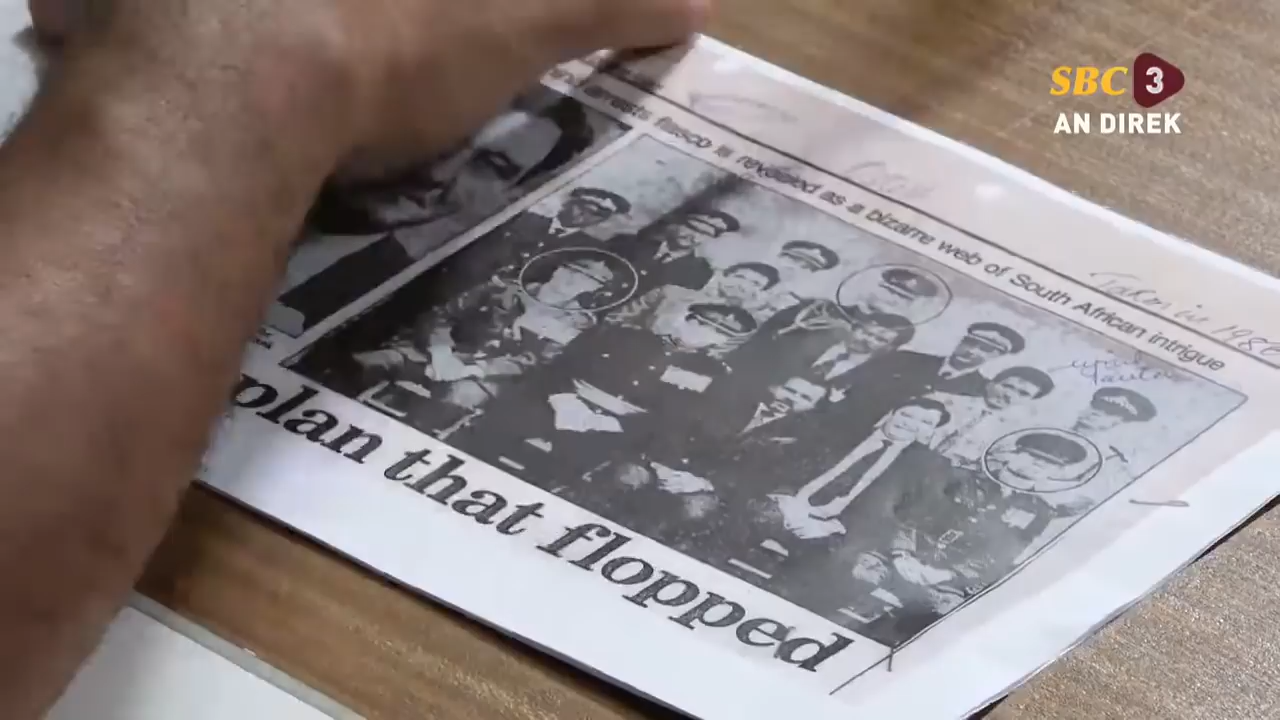 SBC 3
AN DIREK
arrests fiasco is revealed as a bizarre web of South African intrigue
Taken in 198
plan that flopped